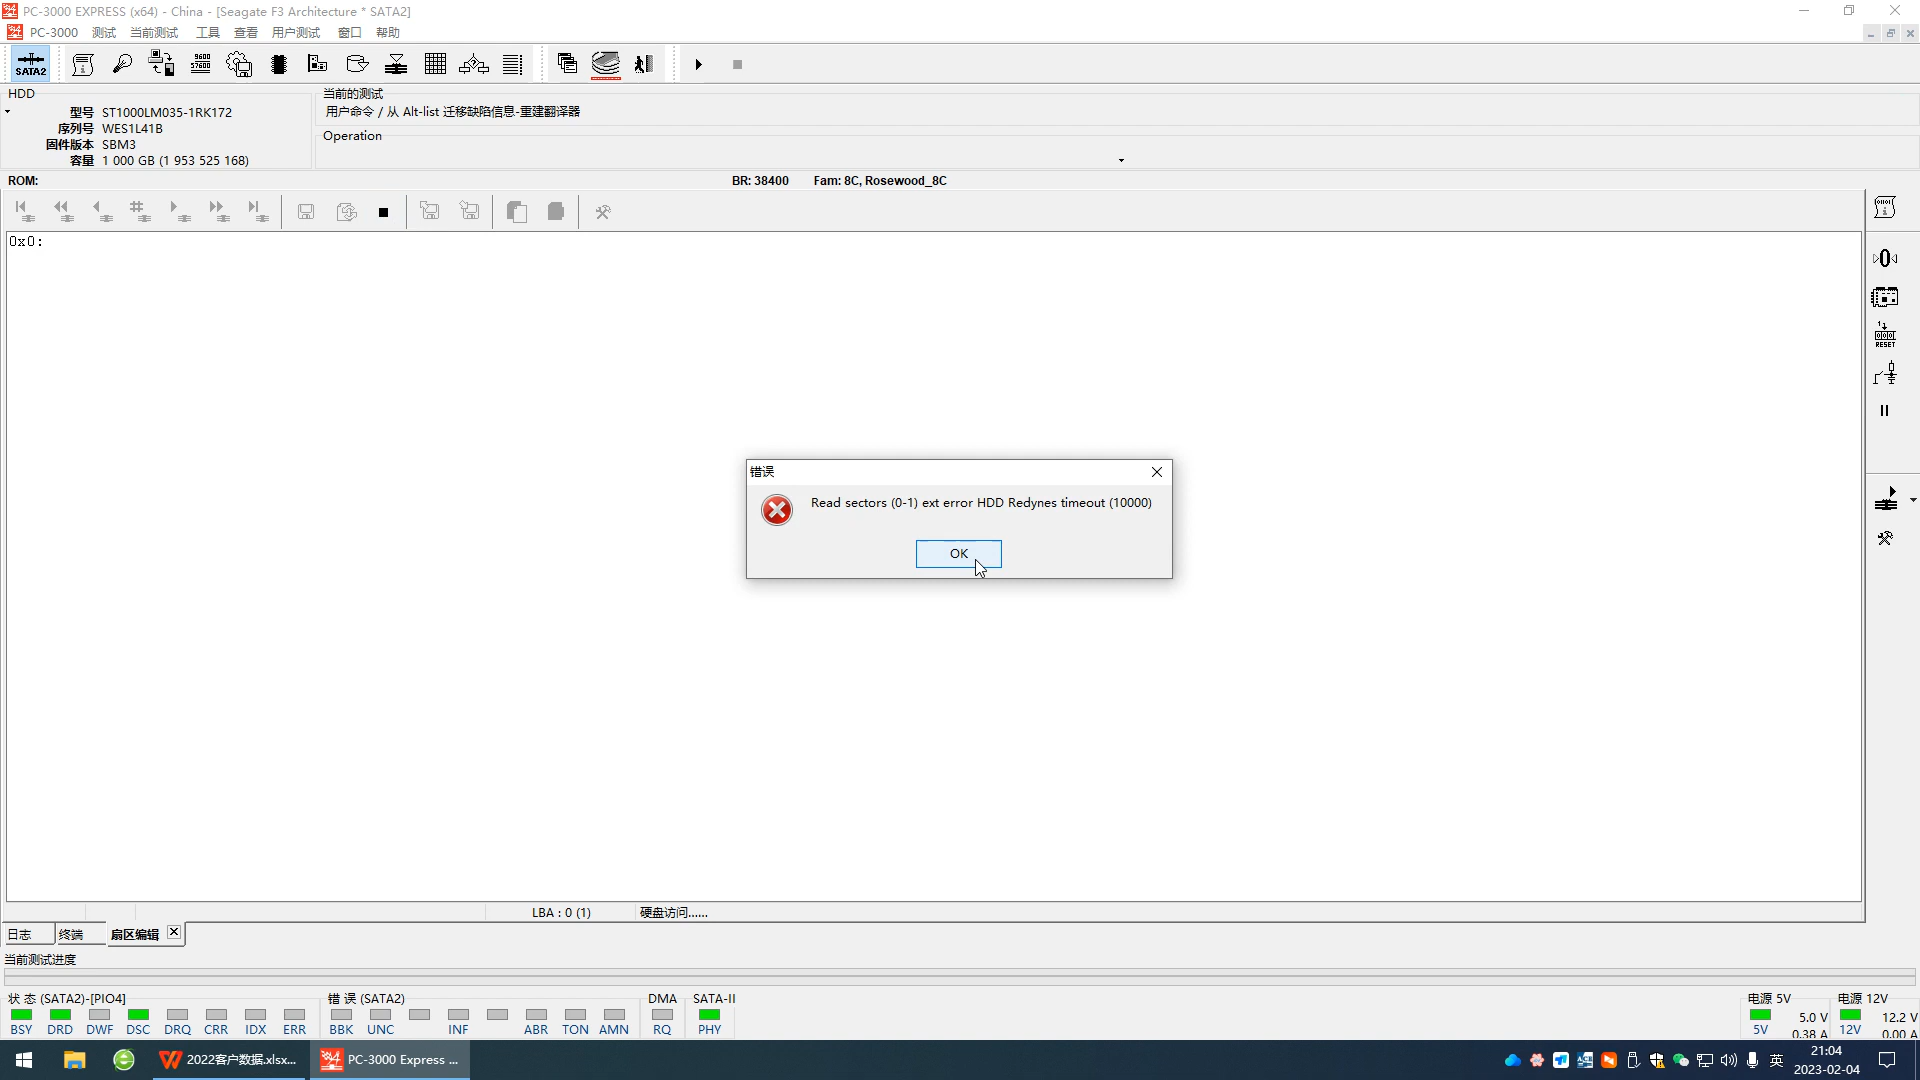 PC-3000 EXPRESS (x64) - China - [Seagate F3 Architecture * SATA2]
PC-3000 测试 当前测试 工具 查看 用户测试 窗口 帮助
SATA2
9600
57600
HDD
型号 ST1000LM035-1RK172
序列号 WES1L41B
固件版本 SBM3
容量 1 000 GB (1 953 525 168)
当前的测试
用户命令 / 从 Alt-list 迁移缺陷信息-重建翻译器
Operation
ROM: BR: 38400 Fam: 8C, Rosewood_8C
0x0:
RESET
错误
Read sectors (0-1) ext error HDD Redynes timeout (10000)
OK
LBA : 0 (1) 硬盘访问......
日志 终端 扇区编辑
当前测试进度
状 态 (SATA2)-[PIO4] 错 误 (SATA2) DMA SATA-II 电源 5V 电源 12V
BSY DRD DWF DSC DRQ CRR IDX ERR BBK UNC INF ABR TON AMN RQ PHY
5V 5.0 V 0.38 A 12V 12.2 V 0.00 A
2022客户数据.xlsx... PC-3000 Express ... 英 21:04
2023-02-04